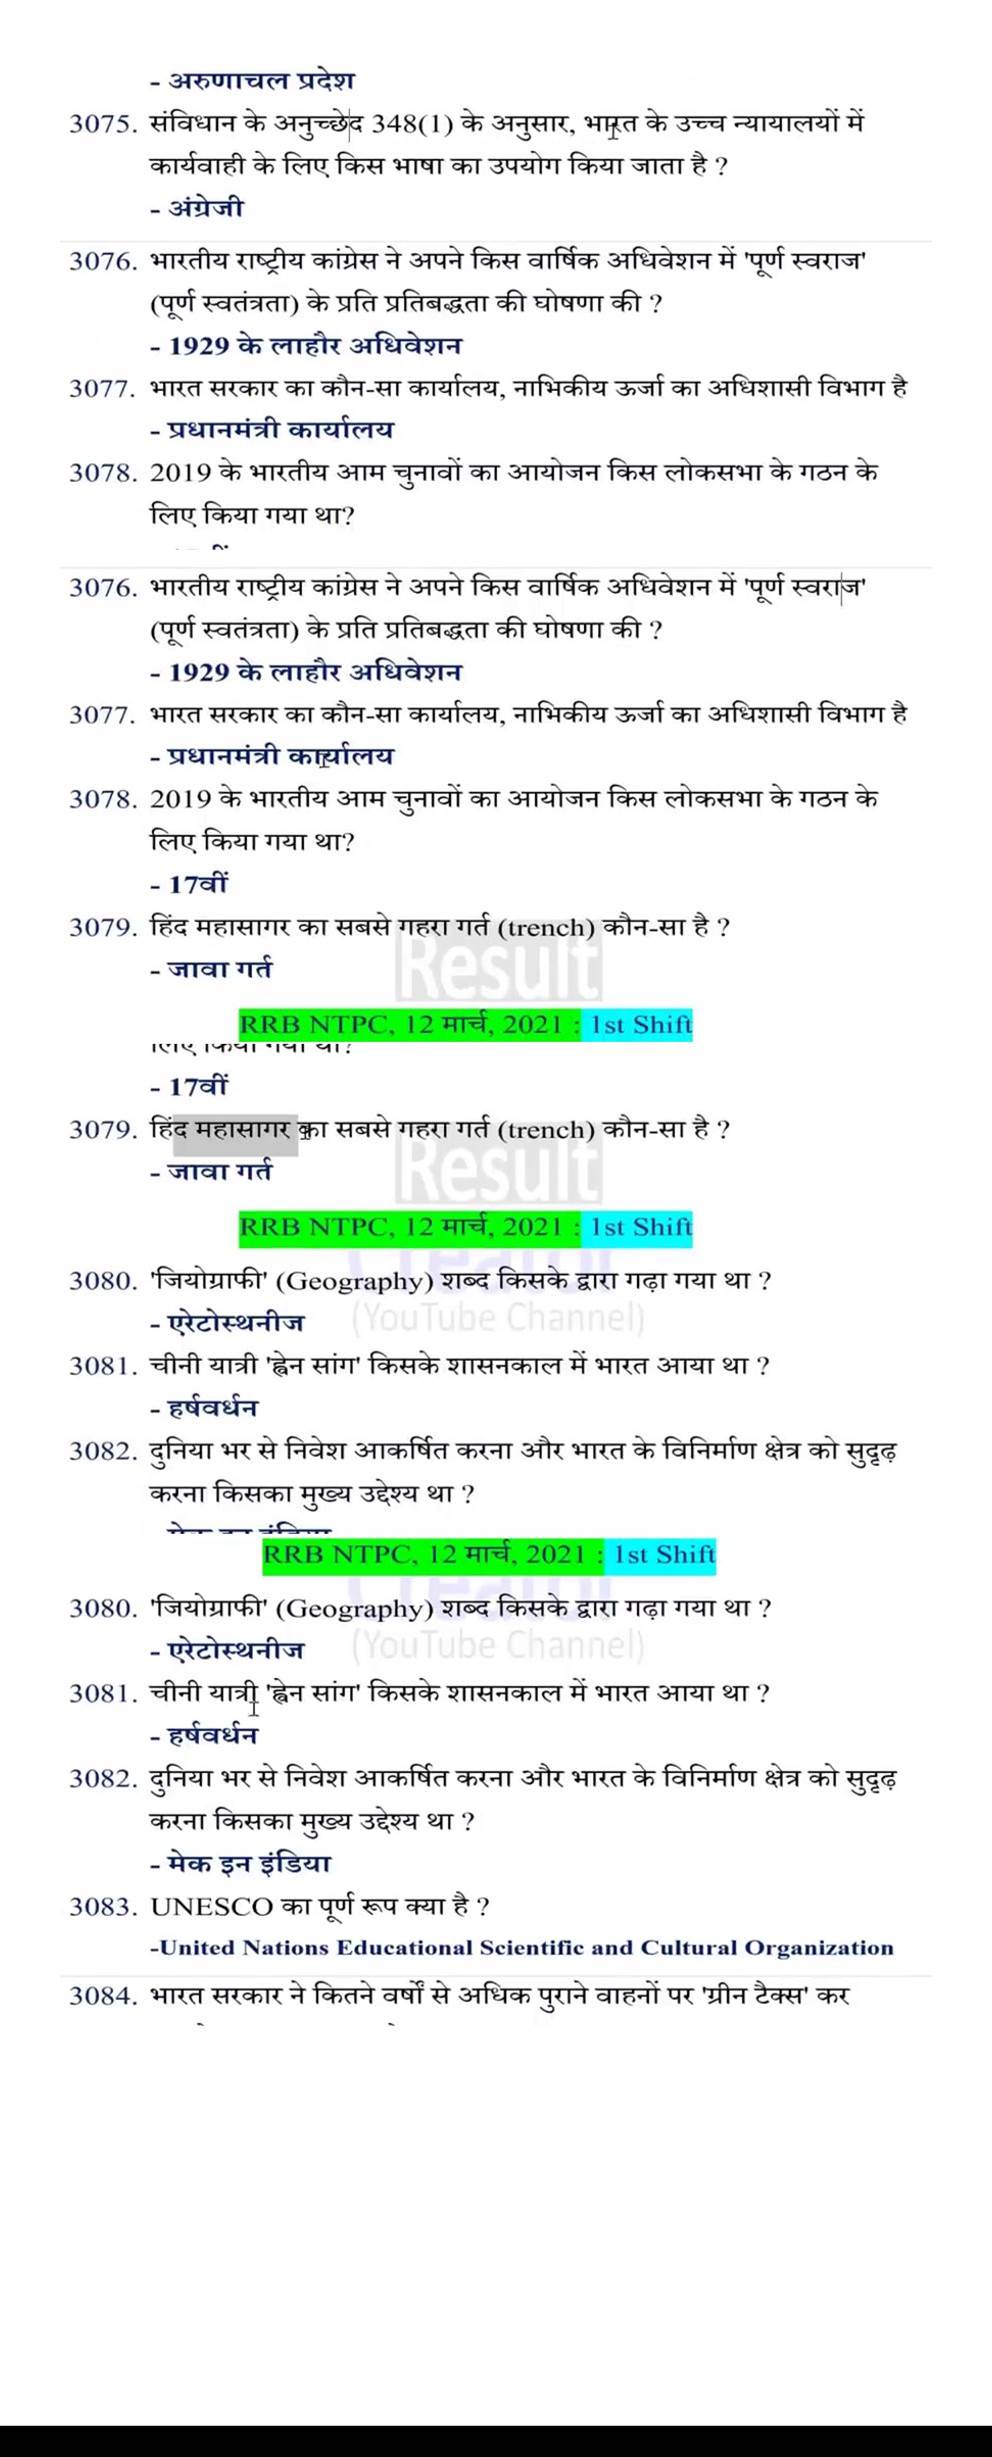 - अरुणाचल प्रदेश
3075. संविधान के अनुच्छेद 348(1) के अनुसार, भारत के उच्च न्यायालयों में
कार्यवाही के लिए किस भाषा का उपयोग किया जाता है ?
- अंग्रेजी
3076. भारतीय राष्ट्रीय कांग्रेस ने अपने किस वार्षिक अधिवेशन में 'पूर्ण स्वराज'
(पूर्ण स्वतंत्रता) के प्रति प्रतिबद्धता की घोषणा की ?
- 1929 के लाहौर अधिवेशन
3077. भारत सरकार का कौन-सा कार्यालय, नाभिकीय ऊर्जा का अधिशासी विभाग है
- प्रधानमंत्री कार्यालय
3078. 2019 के भारतीय आम चुनावों का आयोजन किस लोकसभा के गठन के
लिए किया गया था?
3076. भारतीय राष्ट्रीय कांग्रेस ने अपने किस वार्षिक अधिवेशन में 'पूर्ण स्वराज'
(पूर्ण स्वतंत्रता) के प्रति प्रतिबद्धता की घोषणा की ?
- 1929 के लाहौर अधिवेशन
3077. भारत सरकार का कौन-सा कार्यालय, नाभिकीय ऊर्जा का अधिशासी विभाग है
- प्रधानमंत्री कार्यालय
3078. 2019 के भारतीय आम चुनावों का आयोजन किस लोकसभा के गठन के
लिए किया गया था?
- 17वीं
3079. हिंद महासागर का सबसे गहरा गर्त (trench) कौन-सा है ?
- जावा गर्त
Result
RRB NTPC, 12 मार्च, 2021 : 1st Shift
लिए किया गया था?
- 17वीं
3079. हिंद महासागर का सबसे गहरा गर्त (trench) कौन-सा है ?
- जावा गर्त
Result
RRB NTPC, 12 मार्च, 2021 : 1st Shift
3080. 'जियोग्राफी' (Geography) शब्द किसके द्वारा गढ़ा गया था ?
- एरेटोस्थनीज
(YouTube Channel)
3081. चीनी यात्री 'ह्वेन सांग' किसके शासनकाल में भारत आया था ?
- हर्षवर्धन
3082. दुनिया भर से निवेश आकर्षित करना और भारत के विनिर्माण क्षेत्र को सुदृढ़
करना किसका मुख्य उद्देश्य था ?
RRB NTPC, 12 मार्च, 2021 : 1st Shift
3080. 'जियोग्राफी' (Geography) शब्द किसके द्वारा गढ़ा गया था ?
- एरेटोस्थनीज
(YouTube Channel)
3081. चीनी यात्री 'ह्वेन सांग' किसके शासनकाल में भारत आया था ?
- हर्षवर्धन
3082. दुनिया भर से निवेश आकर्षित करना और भारत के विनिर्माण क्षेत्र को सुदृढ़
करना किसका मुख्य उद्देश्य था ?
- मेक इन इंडिया
3083. UNESCO का पूर्ण रूप क्या है ?
-United Nations Educational Scientific and Cultural Organization
3084. भारत सरकार ने कितने वर्षों से अधिक पुराने वाहनों पर 'ग्रीन टैक्स' कर